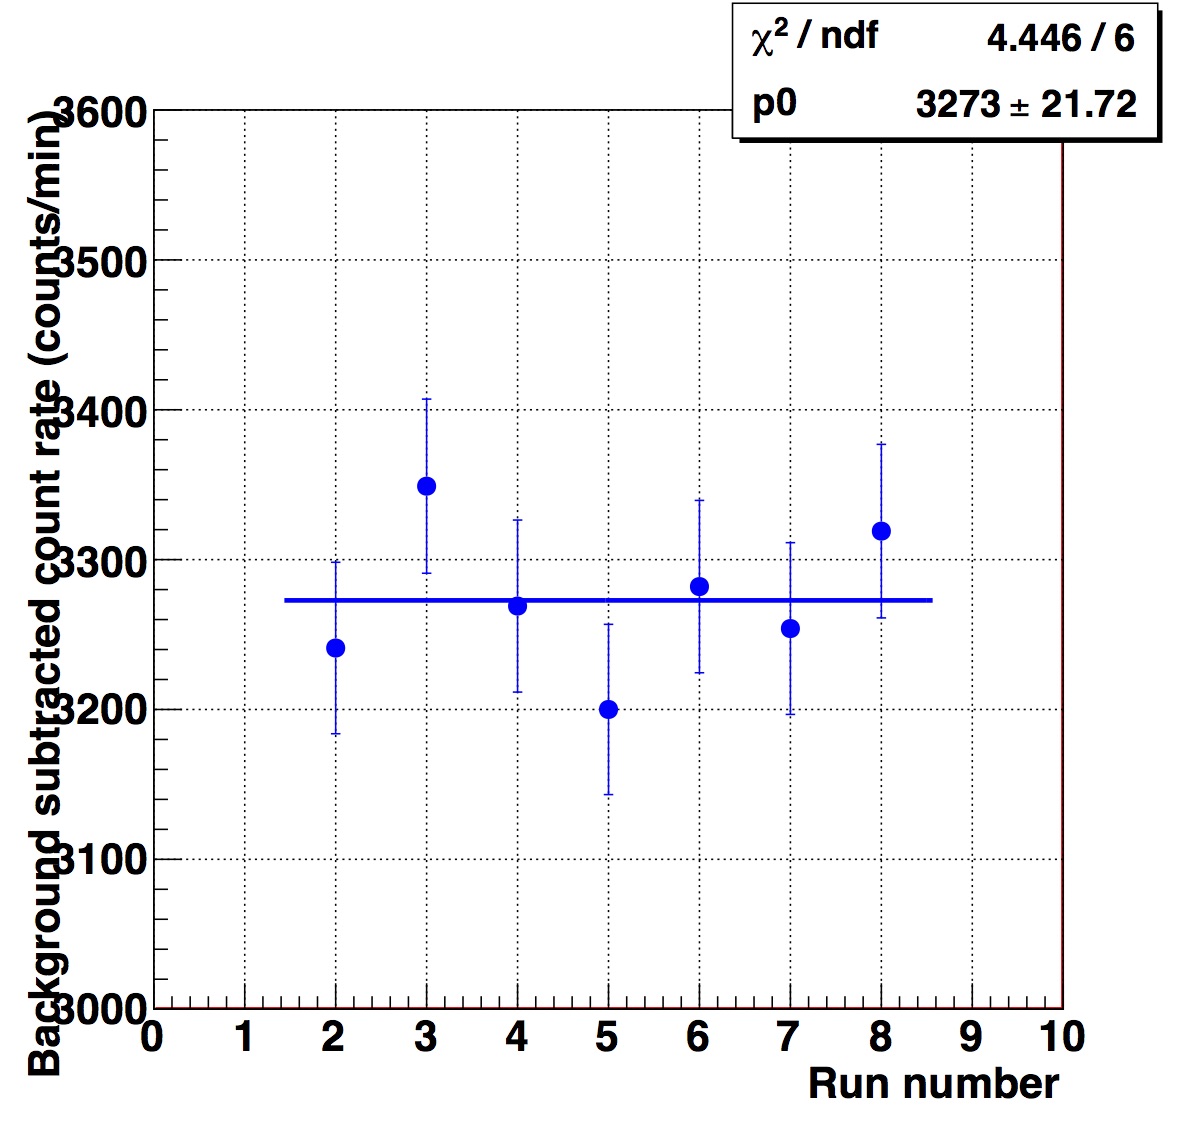 χ² / ndf 4.446 / 6
p0 3273 ± 21.72
Background subtracted count rate (counts/min)
3600
3500
3400
3300
3200
3100
3000
0 1 2 3 4 5 6 7 8 9 10
Run number